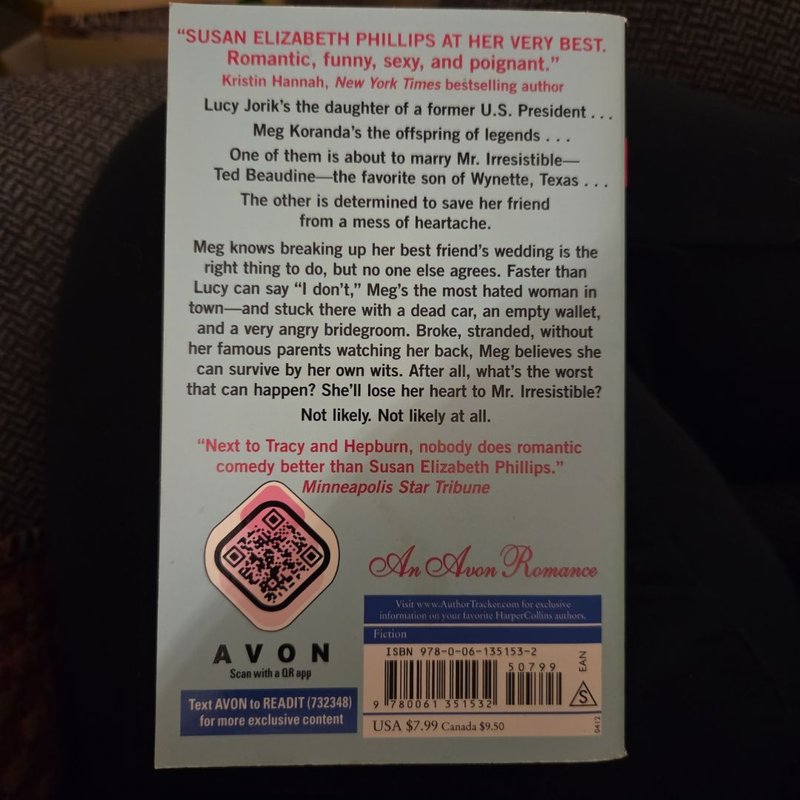 “SUSAN ELIZABETH PHILLIPS AT HER VERY BEST.
Romantic, funny, sexy, and poignant.”
Kristin Hannah, New York Times bestselling author
Lucy Jorik’s the daughter of a former U.S. President . . .
Meg Koranda’s the offspring of legends . . .
One of them is about to marry Mr. Irresistible—
Ted Beaudine—the favorite son of Wynette, Texas . . .
The other is determined to save her friend
from a mess of heartache.
Meg knows breaking up her best friend’s wedding is the
right thing to do, but no one else agrees. Faster than
Lucy can say “I don’t,” Meg’s the most hated woman in
town—and stuck there with a dead car, an empty wallet,
and a very angry bridegroom. Broke, stranded, without
her famous parents watching her back, Meg believes she
can survive by her own wits. After all, what’s the worst
that can happen? She’ll lose her heart to Mr. Irresistible?
Not likely. Not likely at all.
“Next to Tracy and Hepburn, nobody does romantic
comedy better than Susan Elizabeth Phillips.”
Minneapolis Star Tribune
An Avon Romance
AVON
Scan with a QR app
Text AVON to READIT (732348)
for more exclusive content
Visit www.AuthorTracker.com for exclusive
information on your favorite HarperCollins authors.
Fiction
ISBN 978-0-06-135153-2
50799
EAN
9 780061 351532
S
USA $7.99 Canada $9.50
0412